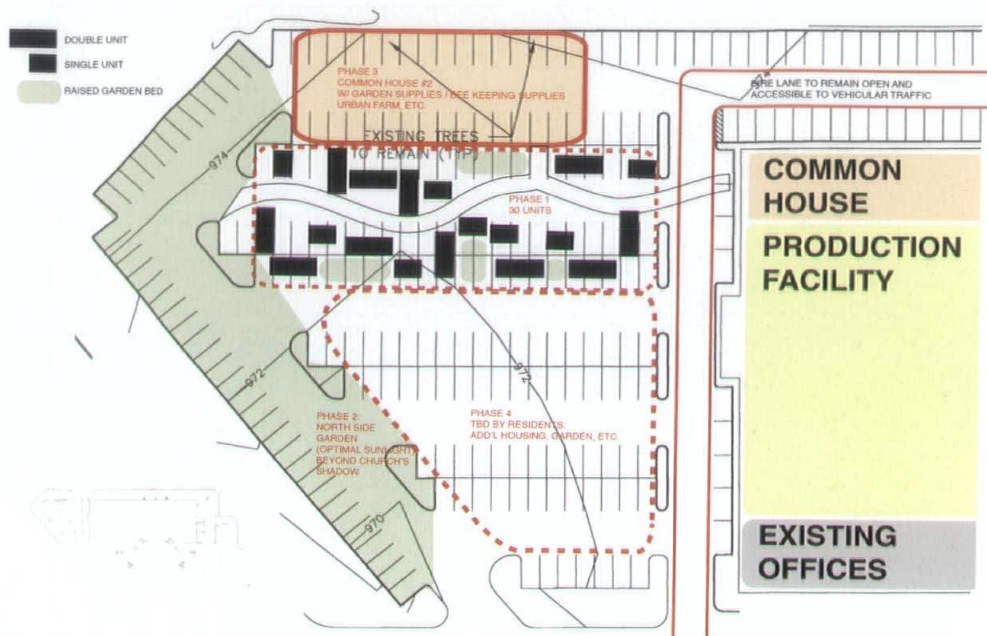 DOUBLE UNIT
SINGLE UNIT
RAISED GARDEN BED
PHASE 3
COMMON HOUSE #2
W/ GARDEN SUPPLIES / BEE KEEPING SUPPLIES
URBAN FARM, ETC
EXISTING TREES
TO REMAIN (TYP)
974
974
FIRE LANE TO REMAIN OPEN AND
ACCESSIBLE TO VEHICULAR TRAFFIC
PHASE 1
30 UNITS
COMMON
HOUSE
PRODUCTION
FACILITY
972
972
PHASE 2:
NORTH SIDE
GARDEN
(OPTIMAL SUNLIGHT)
BEYOND CHURCH'S
SHADOW
PHASE 4
TBD BY RESIDENTS:
ADD'L HOUSING, GARDEN, ETC
970
EXISTING
OFFICES